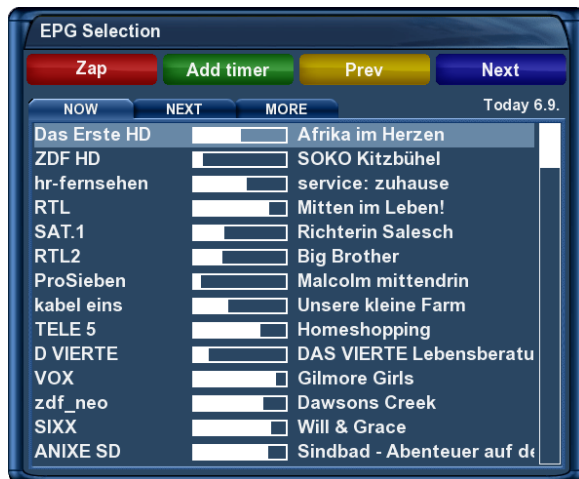 EPG Selection
Zap Add timer Prev Next
NOW NEXT MORE Today 6.9.
Das Erste HD Afrika im Herzen
ZDF HD SOKO Kitzbühel
hr-fernsehen service: zuhause
RTL Mitten im Leben!
SAT.1 Richterin Salesch
RTL2 Big Brother
ProSieben Malcolm mittendrin
kabel eins Unsere kleine Farm
TELE 5 Homeshopping
D VIERTE DAS VIERTE Lebensberatu
VOX Gilmore Girls
zdf_neo Dawsons Creek
SIXX Will & Grace
ANIXE SD Sindbad - Abenteuer auf de